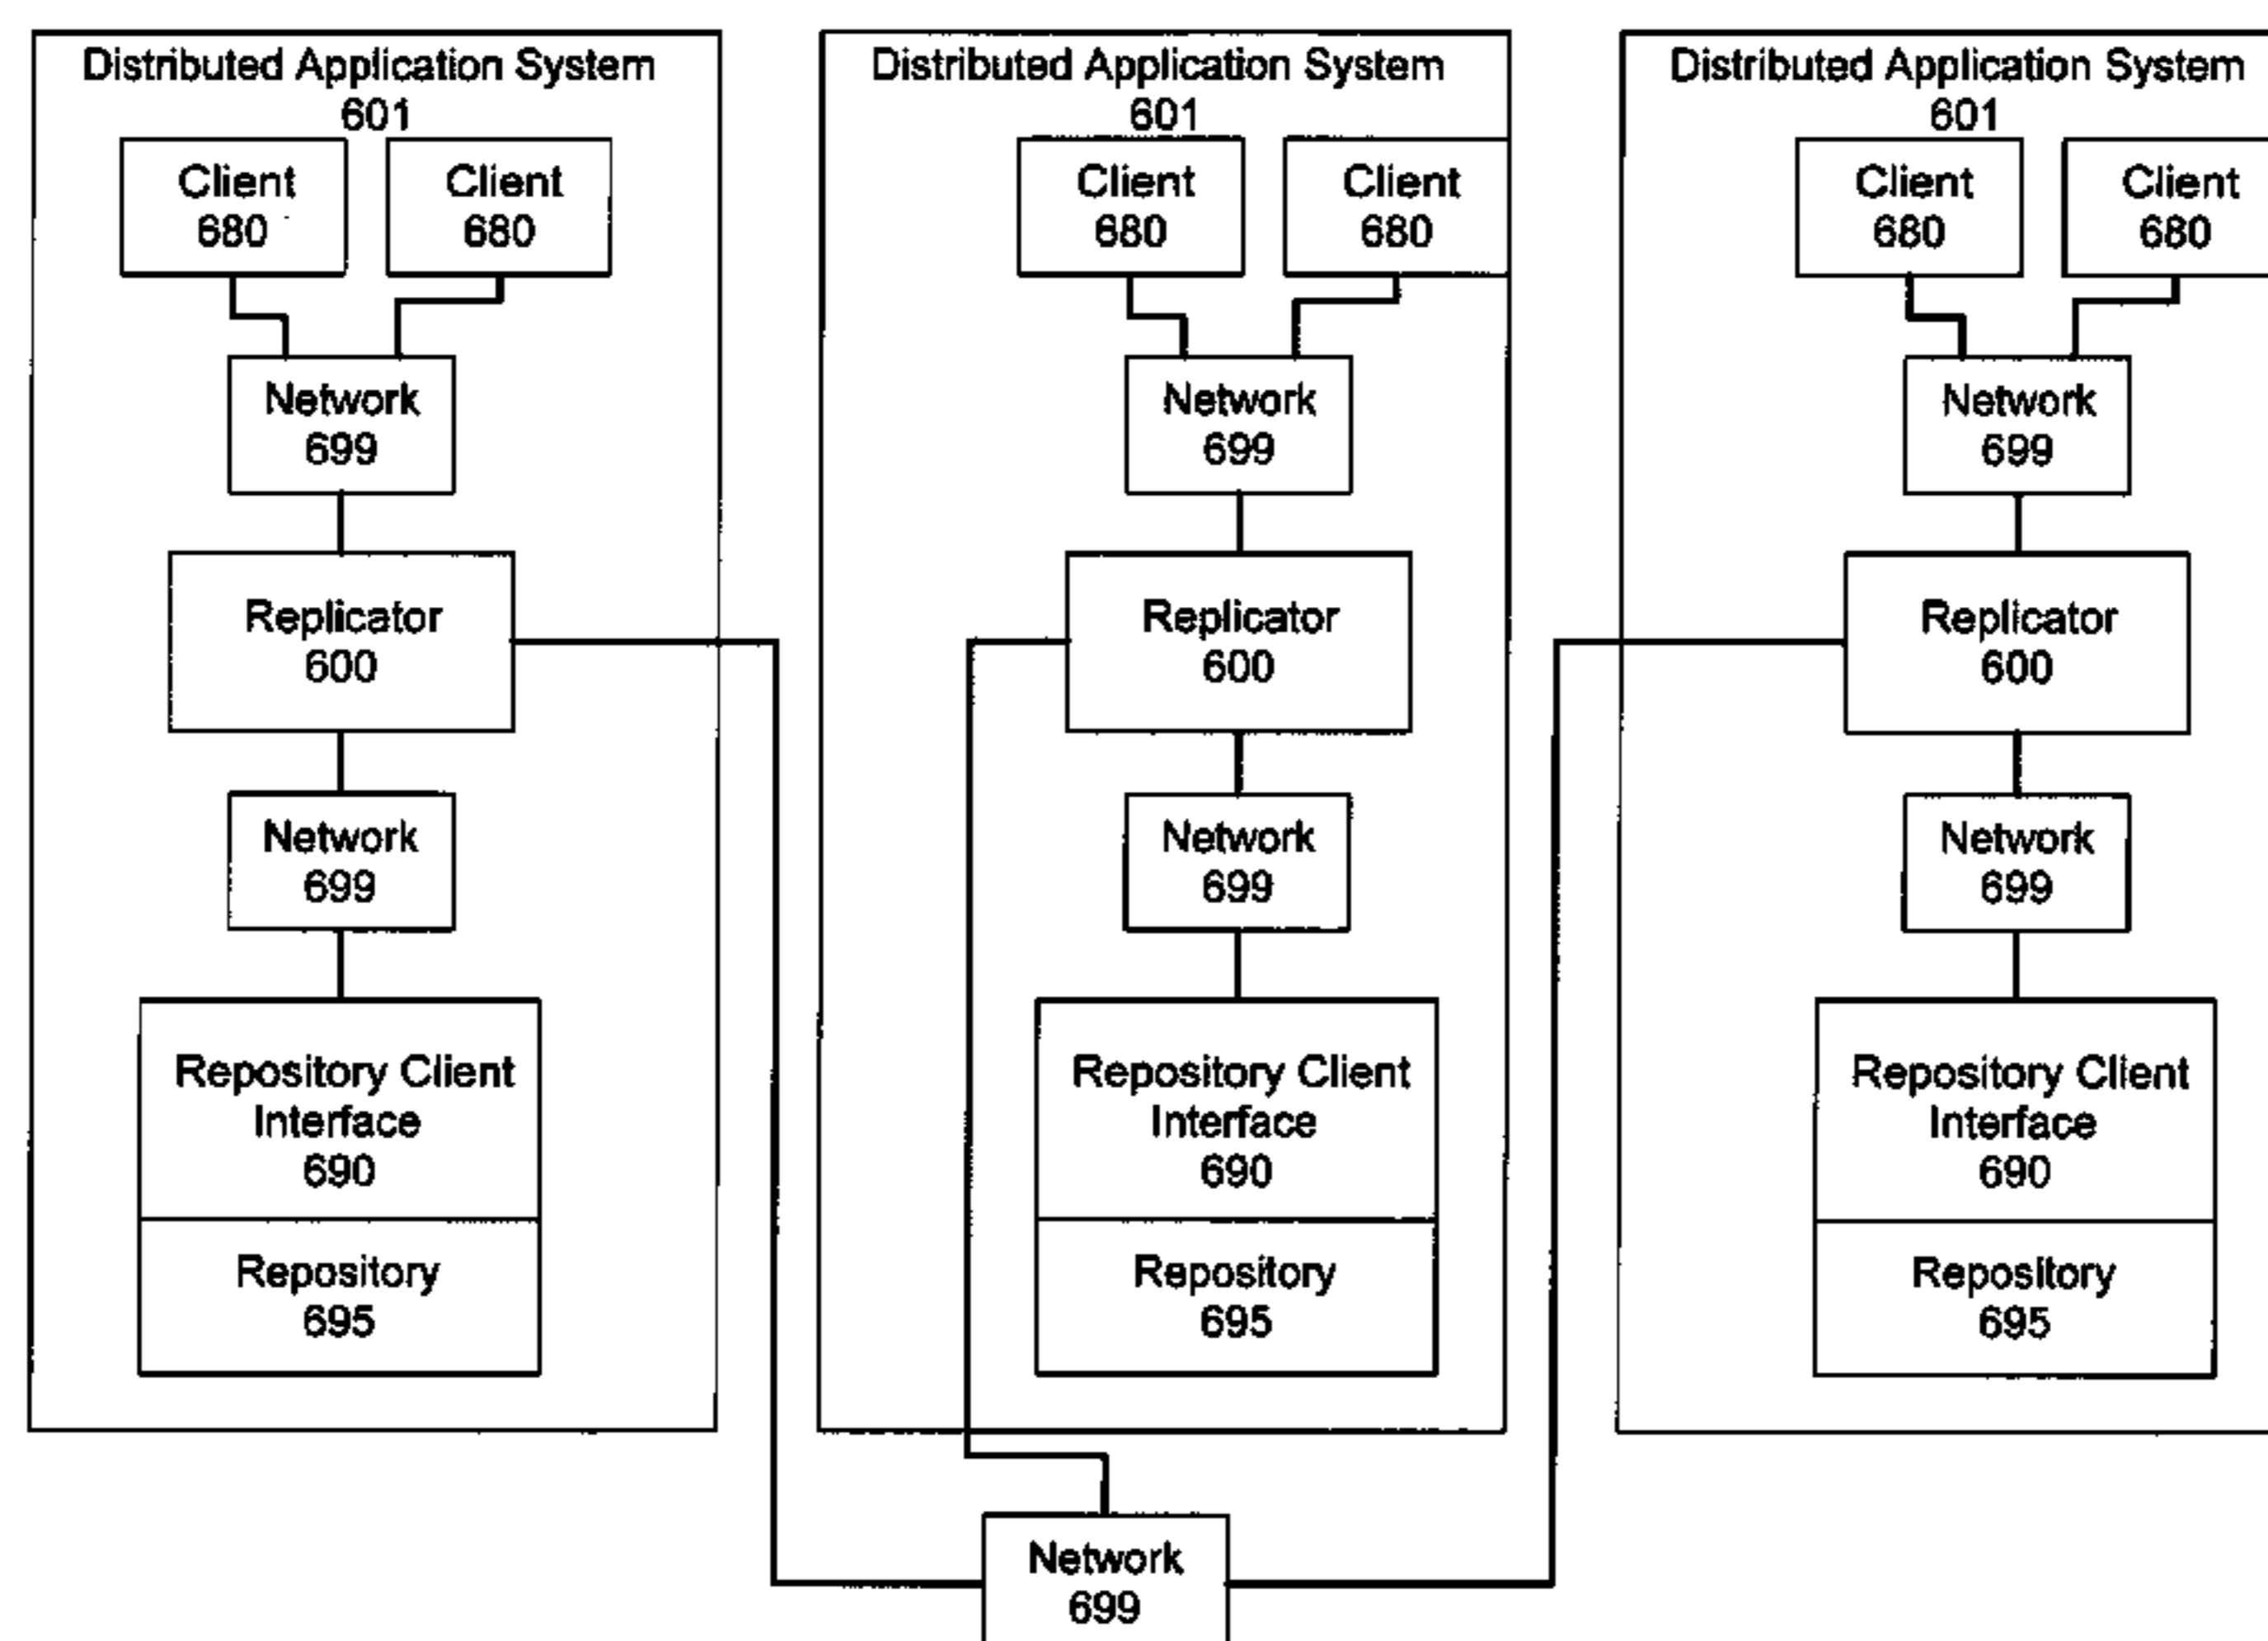 Distributed Application System
601
Client
680
Client
680
Network
699
Replicator
600
Network
699
Repository Client
Interface
690
Repository
695
Distributed Application System
601
Client
680
Client
680
Network
699
Replicator
600
Network
699
Repository Client
Interface
690
Repository
695
Distributed Application System
601
Client
680
Client
680
Network
699
Replicator
600
Network
699
Repository Client
Interface
690
Repository
695
Network
699